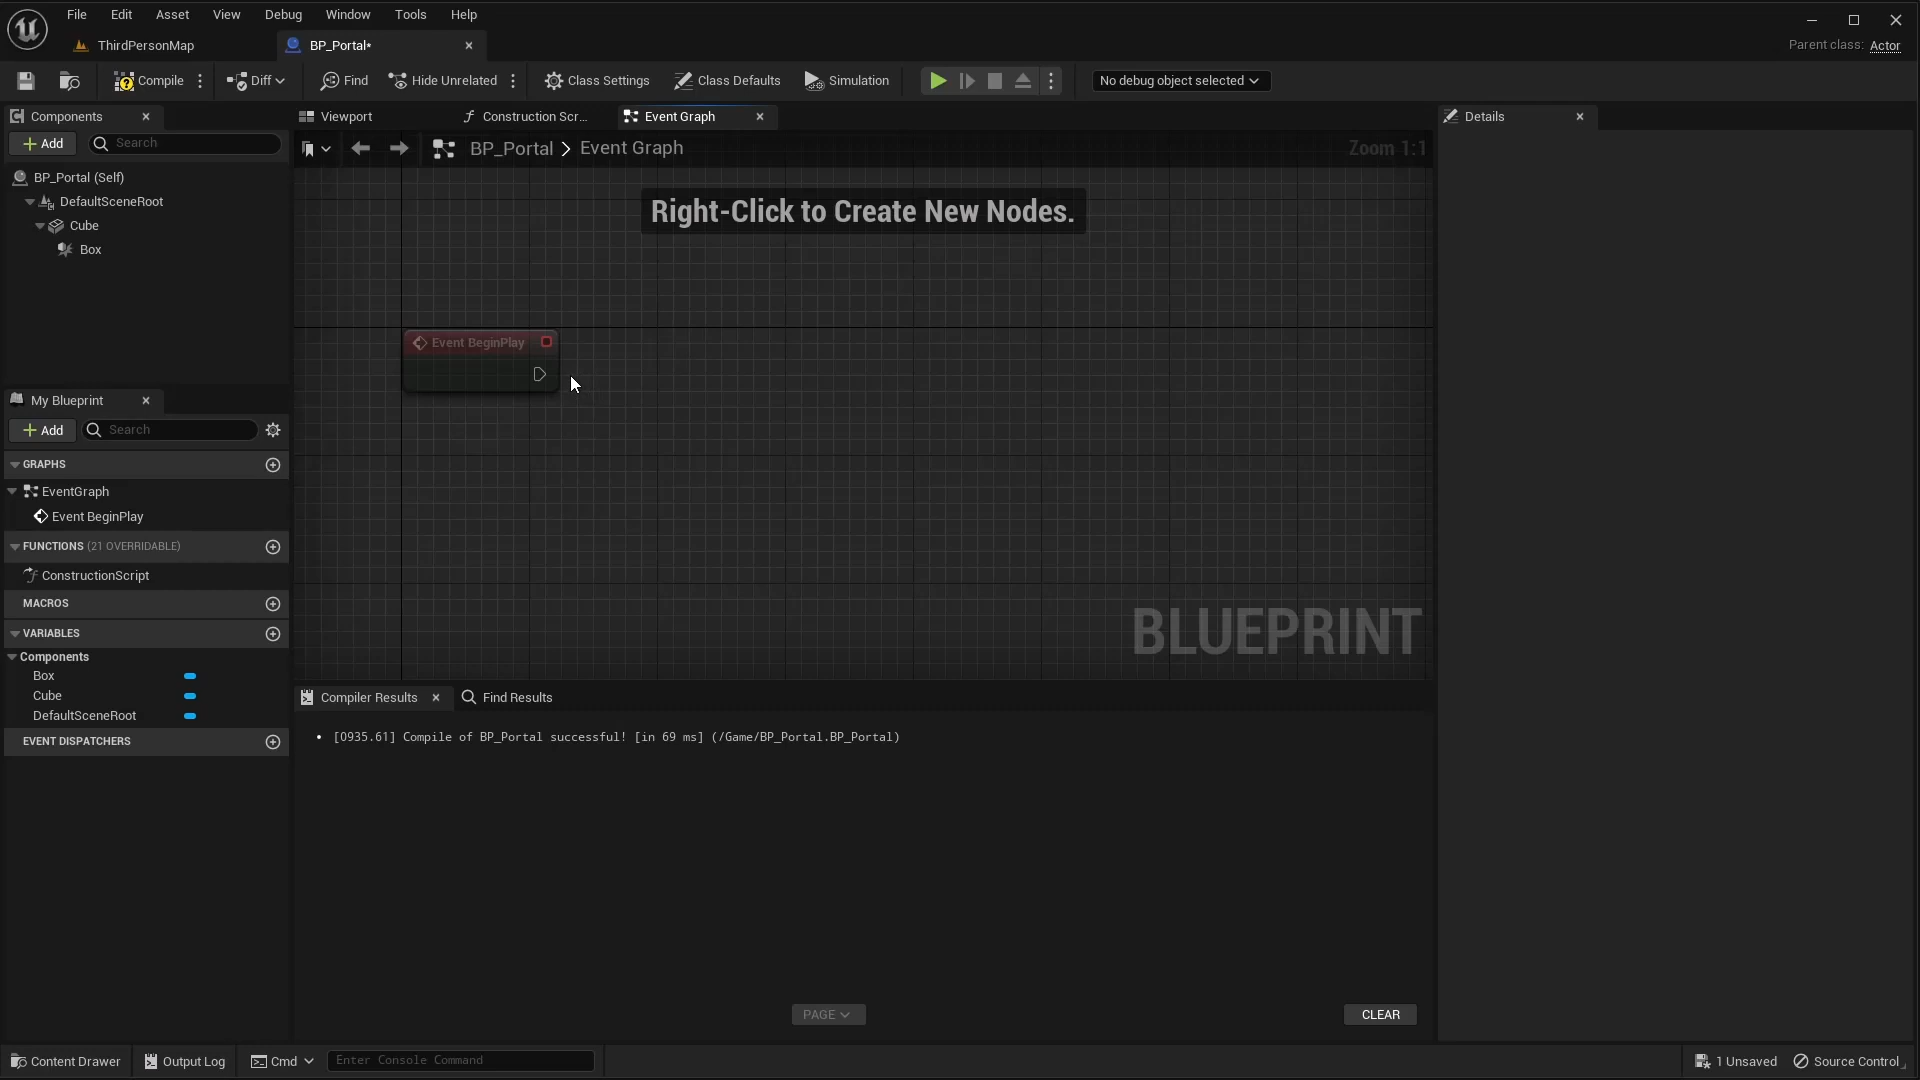 File Edit Asset View Debug Window Tools Help
ThirdPersonMap BP_Portal* Parent class: Actor
Compile Diff Find Hide Unrelated Class Settings Class Defaults Simulation No debug object selected
Components Viewport Construction Scr... Event Graph Details
+ Add Search BP_Portal > Event Graph Zoom 1:1
BP_Portal (Self)
DefaultSceneRoot
Cube
Box
Right-Click to Create New Nodes.
Event BeginPlay
My Blueprint
+ Add Search
GRAPHS
EventGraph
Event BeginPlay
FUNCTIONS (21 OVERRIDABLE)
ConstructionScript
MACROS
VARIABLES
Components
Box
Cube
DefaultSceneRoot
EVENT DISPATCHERS
BLUEPRINT
Compiler Results Find Results
• [0935.61] Compile of BP_Portal successful! [in 69 ms] (/Game/BP_Portal.BP_Portal)
PAGE CLEAR
Content Drawer Output Log Cmd Enter Console Command 1 Unsaved Source Control